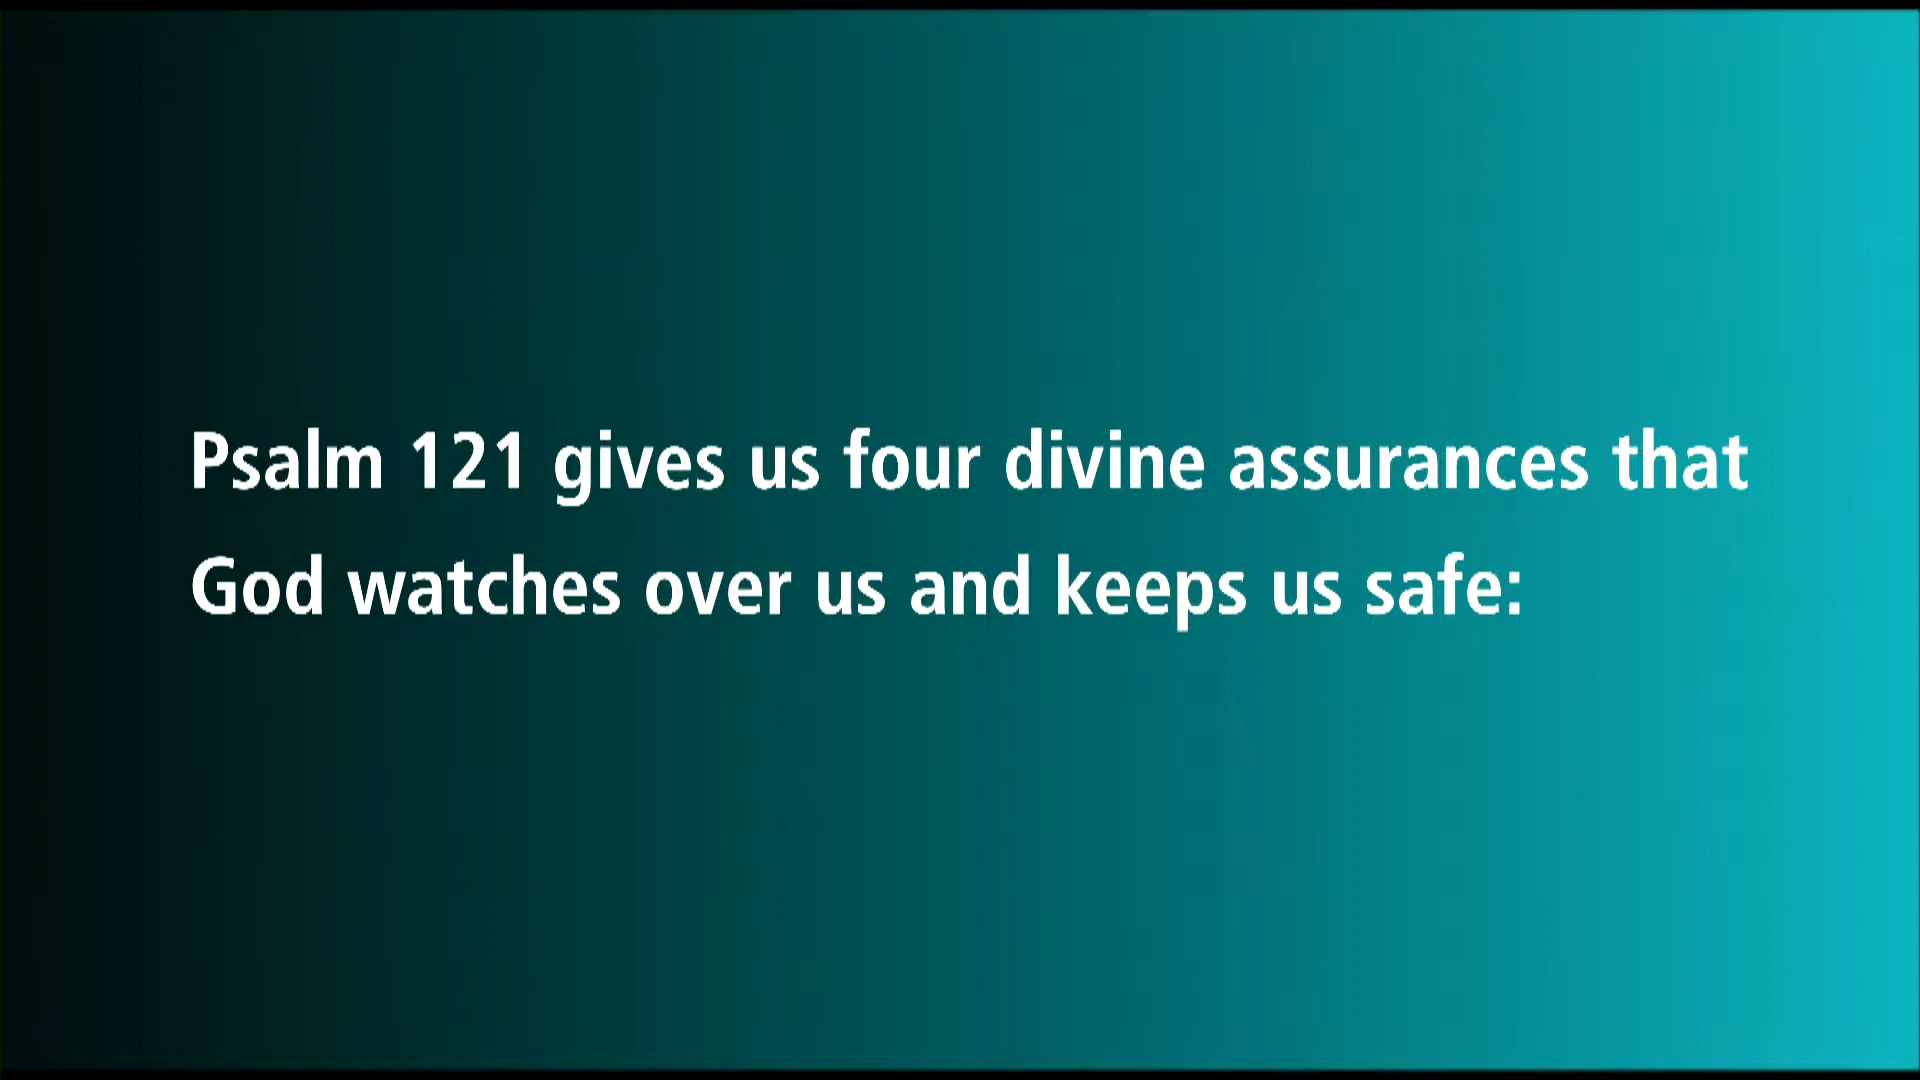 Psalm 121 gives us four divine assurances that
God watches over us and keeps us safe: